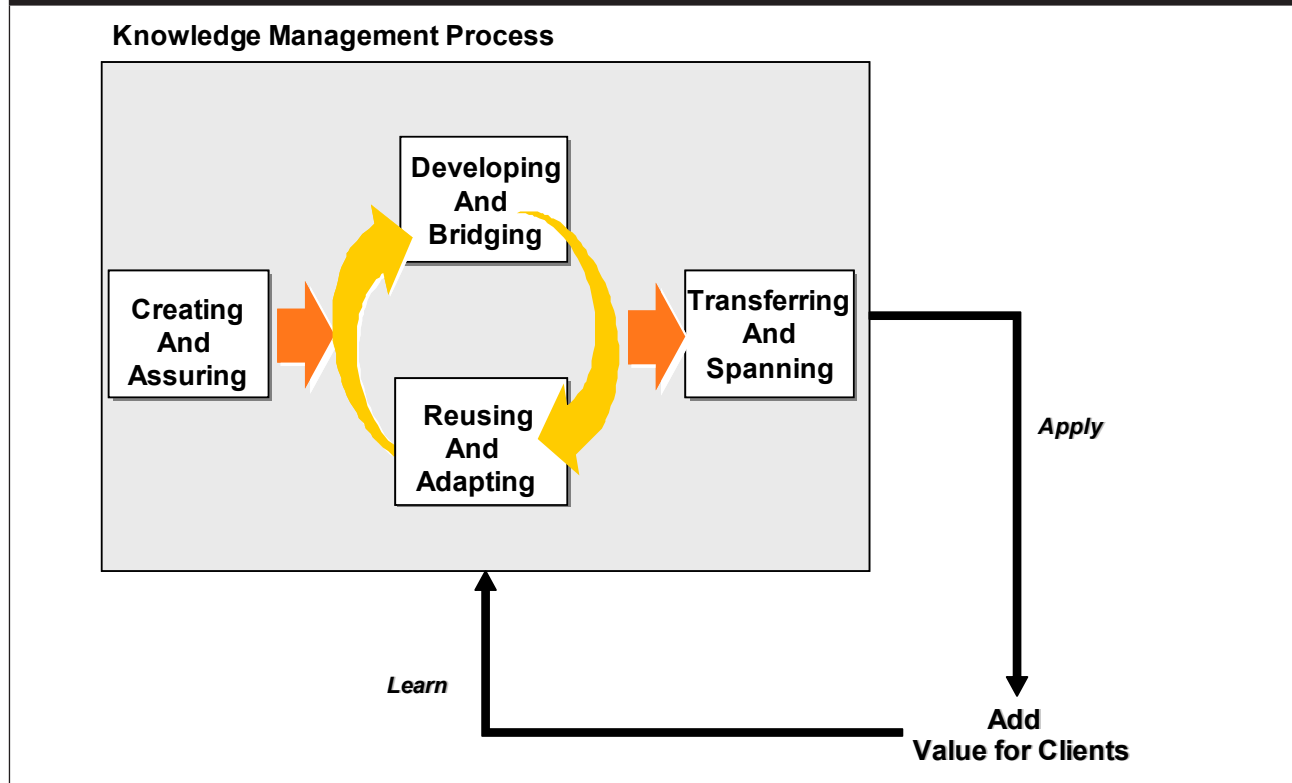 Knowledge Management Process
Developing
And
Bridging
Creating
And
Assuring
Transferring
And
Spanning
Reusing
And
Adapting
Apply
Learn
Add
Value for Clients